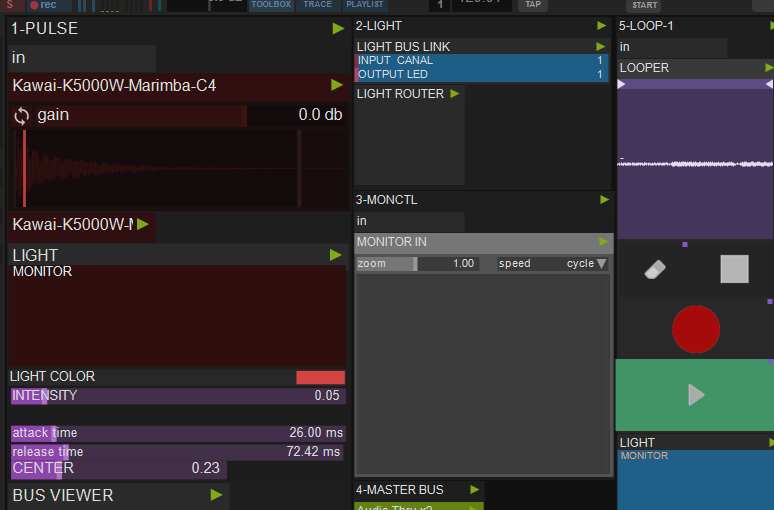 S rec TOOLBOX TRACE PLAYLIST 1 TAP START
1-PULSE
in
Kawai-K5000W-Marimba-C4
gain 0.0 db
Kawai-K5000W-M
LIGHT
MONITOR
LIGHT COLOR
INTENSITY 0.05
attack time 26.00 ms
release time 72.42 ms
CENTER 0.23
BUS VIEWER
2-LIGHT
LIGHT BUS LINK
INPUT CANAL 1
OUTPUT LED 1
LIGHT ROUTER
3-MONCTL
in
MONITOR IN
zoom 1.00 speed cycle
4-MASTER BUS
Audio Thru x2
5-LOOP-1
in
LOOPER
LIGHT
MONITOR